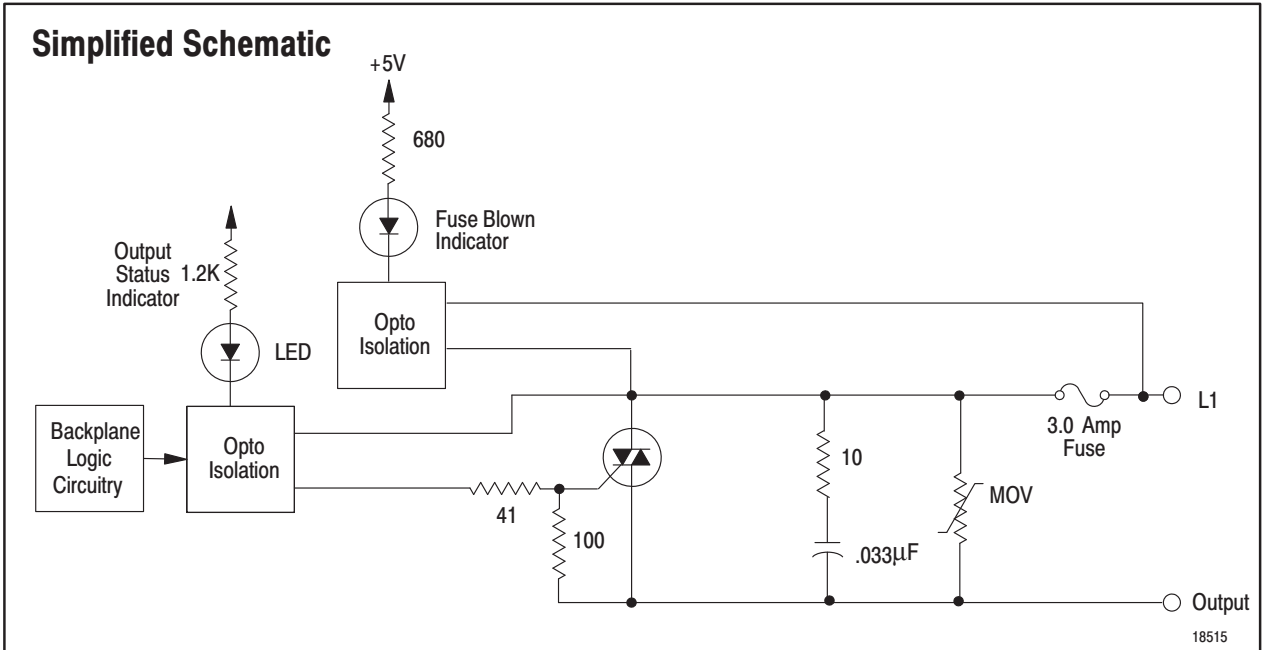 Simplified Schematic
+5V
680
Fuse Blown
Indicator
Output
Status 1.2K
Indicator
LED
Opto
Isolation
Backplane
Logic
Circuitry
Opto
Isolation
41
100
10
.033µF
MOV
3.0 Amp
Fuse
L1
Output
18515